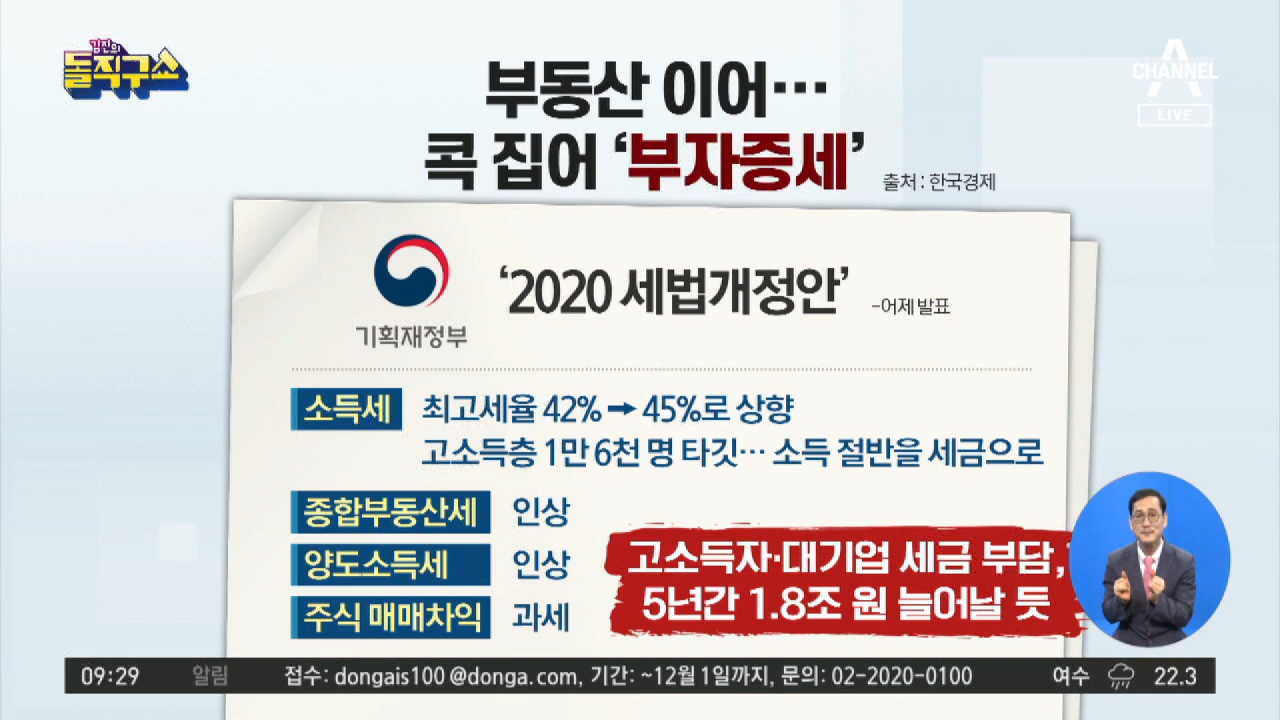 김진의
돌직구쇼
CHANNEL A
LIVE
부동산 이어…
콕 집어 ‘부자증세’
출처 : 한국경제
기획재정부
‘2020 세법개정안’
-어제 발표
소득세 최고세율 42% → 45%로 상향
고소득층 1만 6천 명 타깃… 소득 절반을 세금으로
종합부동산세 인상
양도소득세 인상
주식 매매차익 과세
고소득자·대기업 세금 부담,
5년간 1.8조 원 늘어날 듯
09:29 알림 접수: dongais100@donga.com, 기간: ~12월 1일까지, 문의: 02-2020-0100 여수 22.3